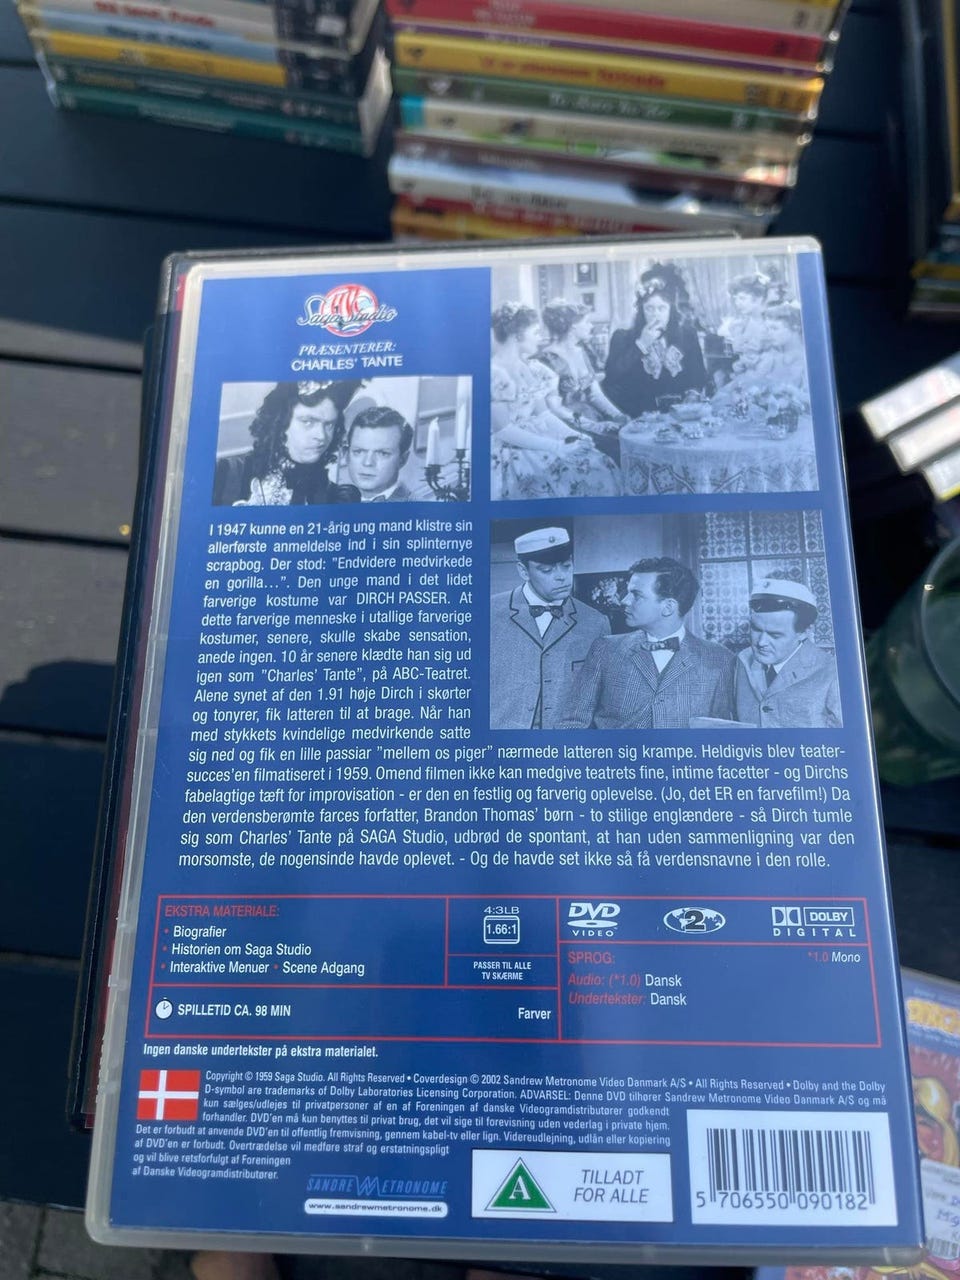 Saga Studio
PRÆSENTERER:
CHARLES' TANTE
I 1947 kunne en 21-årig ung mand klistre sin
allerførste anmeldelse ind i sin splinternye
scrapbog. Der stod: "Endvidere medvirkede
en gorilla...". Den unge mand i det lidet
farverige kostume var DIRCH PASSER. At
dette farverige menneske i utallige farverige
kostumer, senere, skulle skabe sensation,
anede ingen. 10 år senere klædte han sig ud
igen som "Charles' Tante", på ABC-Teatret.
Alene synet af den 1.91 høje Dirch i skørter
og tonyrer, fik latteren til at brage. Når han
med stykkets kvindelige medvirkende satte
sig ned og fik en lille passiar "mellem os piger" nærmede latteren sig krampe. Heldigvis blev teater-
succes'en filmatiseret i 1959. Omend filmen ikke kan medgive teatrets fine, intime facetter - og Dirchs
fabelagtige tæft for improvisation - er den en festlig og farverig oplevelse. (Jo, det ER en farvefilm!) Da
den verdensberømte farces forfatter, Brandon Thomas' børn - to stilige englændere - så Dirch tumle
sig som Charles' Tante på SAGA Studio, udbrød de spontant, at han uden sammenligning var den
morsomste, de nogensinde havde oplevet. - Og de havde set ikke så få verdensnavne i den rolle.
EKSTRA MATERIALE:
• Biografier
• Historien om Saga Studio
• Interaktive Menuer • Scene Adgang
4:3LB
1.66:1
PASSER TIL ALLE
TV SKÆRME
DVD
VIDEO
2
DOLBY
DIGITAL
SPROG:
*1.0 Mono
Audio: (*1.0) Dansk
Undertekster: Dansk
SPILLETID CA. 98 MIN
Farver
Ingen danske undertekster på ekstra materialet.
Copyright © 1959 Saga Studio. All Rights Reserved • Coverdesign © 2002 Sandrew Metronome Video Danmark A/S • All Rights Reserved • Dolby and the Dolby
D-symbol are trademarks of Dolby Laboratories Licensing Corporation. ADVARSEL: Denne DVD tilhører Sandrew Metronome Video Danmark A/S og må
kun sælges/udlejes til privatpersoner af en af Foreningen af danske Videogramdistributører godkendt
forhandler. DVD'en må kun benyttes til privat brug, det vil sige til forevisning uden vederlag i private hjem.
Det er forbudt at anvende DVD'en til offentlig fremvisning, gennem kabel-tv eller lign. Videreudlejning, udlån eller kopiering
af DVD'en er forbudt. Overtrædelse vil medføre straf og erstatningspligt
og vil blive retsforfulgt af Foreningen
af Danske Videogramdistributører.
SANDREW METRONOME
www.sandrewmetronome.dk
A
TILLADT
FOR ALLE
5 706550 090182